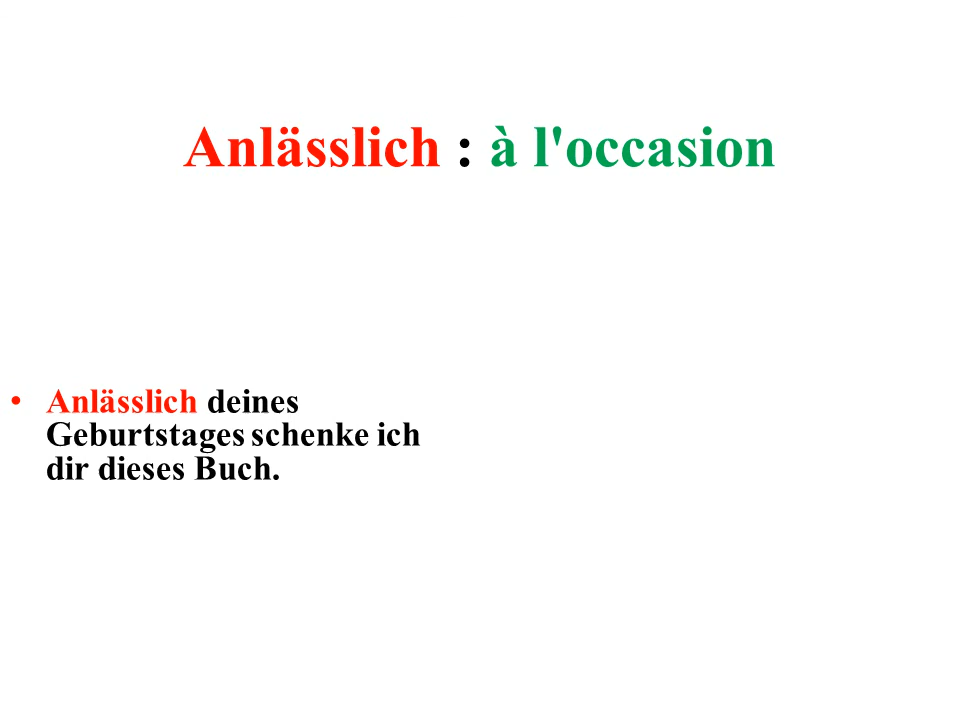 Anlässlich : à l'occasion
• Anlässlich deines
Geburtstages schenke ich
dir dieses Buch.